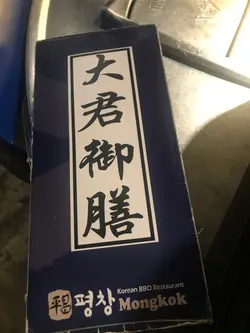 大君御膳
Korean BBQ Restaurant
평창 Mongkok